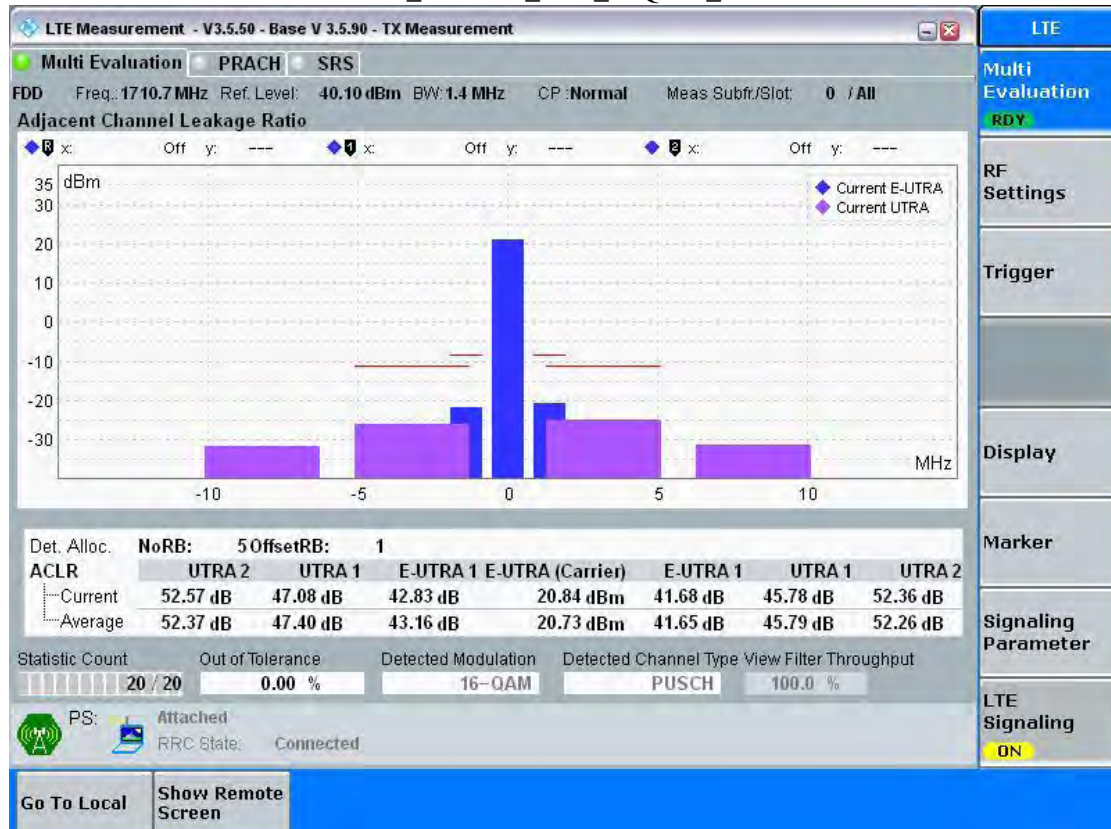 LTE Measurement - V3.5.50 - Base V 3.5.90 - TX Measurement
LTE
Multi Evaluation PRACH SRS
Multi Evaluation
RDY
FDD Freq.: 1710.7 MHz Ref. Level: 40.10 dBm BW: 1.4 MHz CP :Normal Meas Subfr./Slot: 0 / All
Adjacent Channel Leakage Ratio
R x: Off y: --- 1 x: Off y: --- 2 x: Off y: ---
dBm
35
30
20
10
0
-10
-20
-30
Current E-UTRA
Current UTRA
MHz
-10 -5 0 5 10
RF Settings
Trigger
Display
Marker
Signaling Parameter
LTE Signaling
ON
Det. Alloc. NoRB: 5 OffsetRB: 1
ACLR UTRA 2 UTRA 1 E-UTRA 1 E-UTRA (Carrier) E-UTRA 1 UTRA 1 UTRA 2
Current 52.57 dB 47.08 dB 42.83 dB 20.84 dBm 41.68 dB 45.78 dB 52.36 dB
Average 52.37 dB 47.40 dB 43.16 dB 20.73 dBm 41.65 dB 45.79 dB 52.26 dB
Statistic Count Out of Tolerance Detected Modulation Detected Channel Type View Filter Throughput
20 / 20 0.00 % 16-QAM PUSCH 100.0 %
PS: Attached
RRC State: Connected
Go To Local
Show Remote Screen